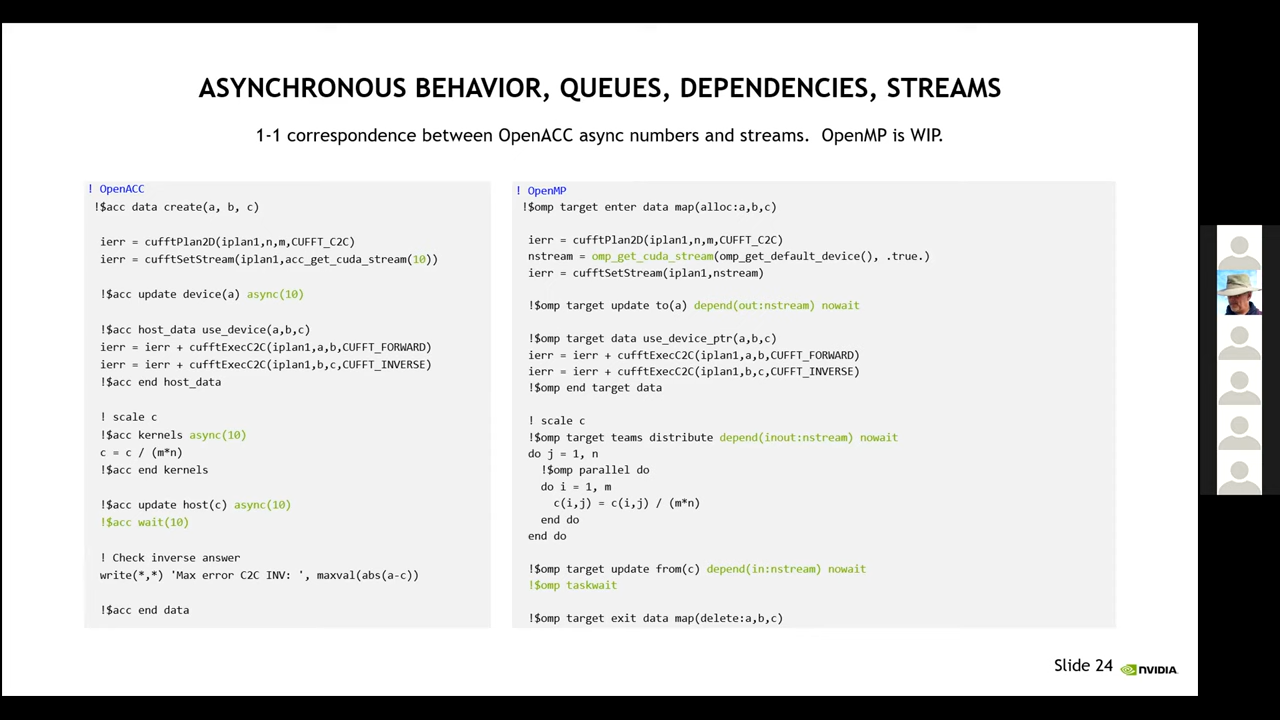 ASYNCHRONOUS BEHAVIOR, QUEUES, DEPENDENCIES, STREAMS
1-1 correspondence between OpenACC async numbers and streams.  OpenMP is WIP.
! OpenACC
!$acc data create(a, b, c)
ierr = cufftPlan2D(iplan1,n,m,CUFFT_C2C)
ierr = cufftSetStream(iplan1,acc_get_cuda_stream(10))
!$acc update device(a) async(10)
!$acc host_data use_device(a,b,c)
ierr = ierr + cufftExecC2C(iplan1,a,b,CUFFT_FORWARD)
ierr = ierr + cufftExecC2C(iplan1,b,c,CUFFT_INVERSE)
!$acc end host_data
! scale c
!$acc kernels async(10)
c = c / (m*n)
!$acc end kernels
!$acc update host(c) async(10)
!$acc wait(10)
! Check inverse answer
write(*,*) 'Max error C2C INV: ', maxval(abs(a-c))
!$acc end data
! OpenMP
!$omp target enter data map(alloc:a,b,c)
ierr = cufftPlan2D(iplan1,n,m,CUFFT_C2C)
nstream = omp_get_cuda_stream(omp_get_default_device(), .true.)
ierr = cufftSetStream(iplan1,nstream)
!$omp target update to(a) depend(out:nstream) nowait
!$omp target data use_device_ptr(a,b,c)
ierr = ierr + cufftExecC2C(iplan1,a,b,CUFFT_FORWARD)
ierr = ierr + cufftExecC2C(iplan1,b,c,CUFFT_INVERSE)
!$omp end target data
! scale c
!$omp target teams distribute depend(inout:nstream) nowait
do j = 1, n
!$omp parallel do
do i = 1, m
c(i,j) = c(i,j) / (m*n)
end do
end do
!$omp target update from(c) depend(in:nstream) nowait
!$omp taskwait
!$omp target exit data map(delete:a,b,c)
Slide 24
NVIDIA.